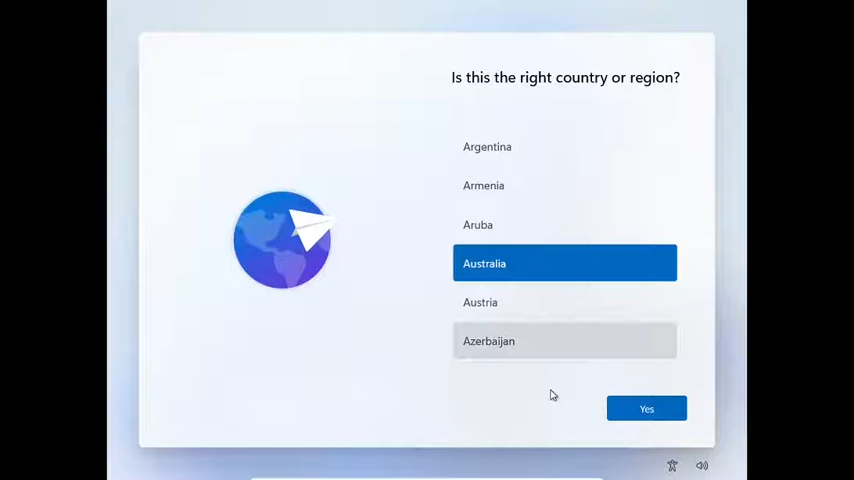 Is this the right country or region?
Argentina
Armenia
Aruba
Australia
Austria
Azerbaijan
Yes